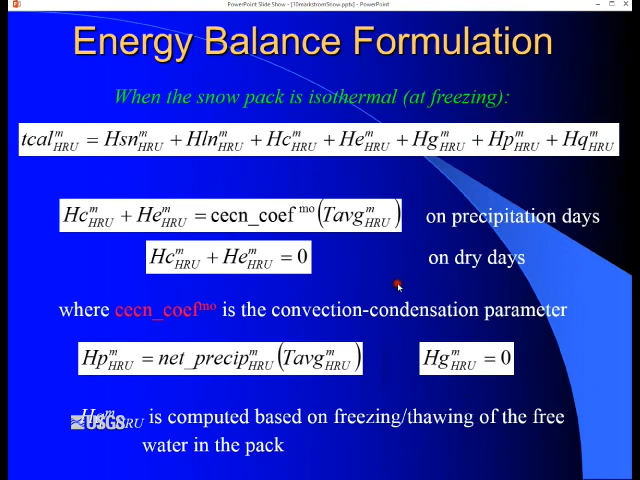 PowerPoint Slide Show - [10markstromSnow.pptx] - PowerPoint
Energy Balance Formulation
When the snow pack is isothermal (at freezing):
tcal^m_HRU = Hsn^m_HRU + Hln^m_HRU + Hc^m_HRU + He^m_HRU + Hg^m_HRU + Hp^m_HRU + Hq^m_HRU
Hc^m_HRU + He^m_HRU = cecn_coef^mo (Tavg^m_HRU) on precipitation days
Hc^m_HRU + He^m_HRU = 0 on dry days
where cecn_coef^mo is the convection-condensation parameter
Hp^m_HRU = net_precip^m_HRU (Tavg^m_HRU) Hg^m_HRU = 0
USGS HRU is computed based on freezing/thawing of the free
water in the pack